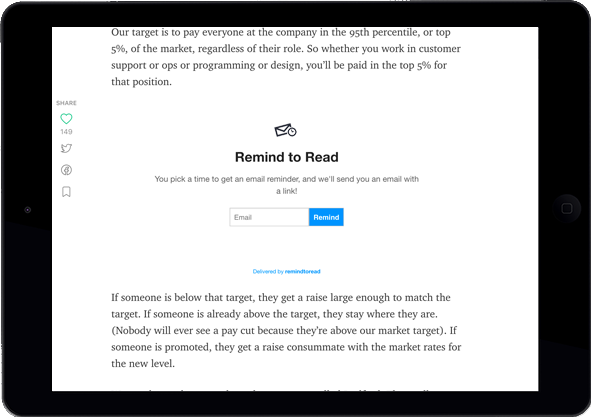 Our target is to pay everyone at the company in the 95th percentile, or top
5%, of the market, regardless of their role. So whether you work in customer
support or ops or programming or design, you'll be paid in the top 5% for
that position.
SHARE
149
Remind to Read
You pick a time to get an email reminder, and we'll send you an email with
a link!
Email
Remind
Delivered by remindtoread
If someone is below that target, they get a raise large enough to match the
target. If someone is already above the target, they stay where they are.
(Nobody will ever see a pay cut because they're above our market target). If
someone is promoted, they get a raise consummate with the market rates for
the new level.